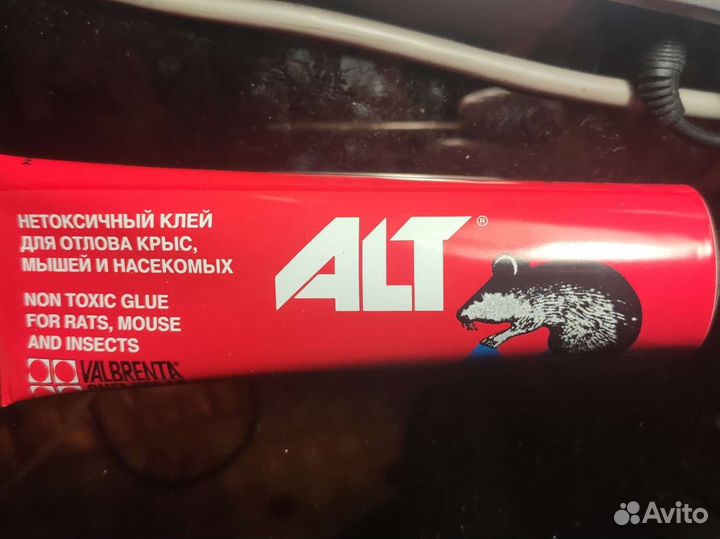 НЕТОКСИЧНЫЙ КЛЕЙ
ДЛЯ ОТЛОВА КРЫС,
МЫШЕЙ И НАСЕКОМЫХ
NON TOXIC GLUE
FOR RATS, MOUSE
AND INSECTS
VALBRENTA®
ALT®
Avito